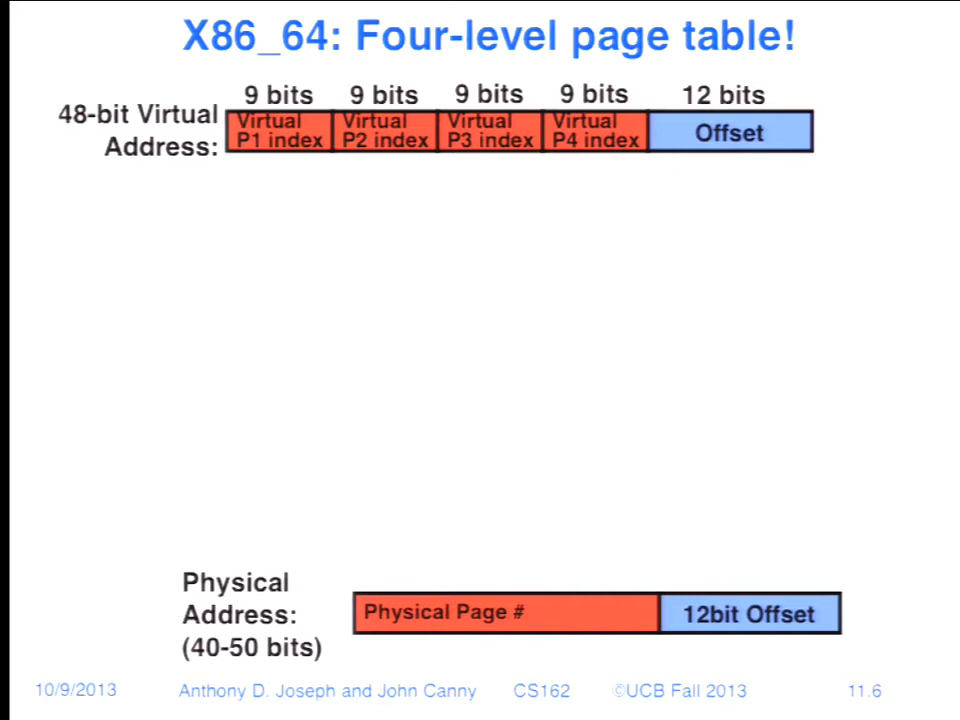 X86_64: Four-level page table!
9 bits 9 bits 9 bits 9 bits 12 bits
48-bit Virtual
Address:
Virtual
P1 index
Virtual
P2 index
Virtual
P3 index
Virtual
P4 index
Offset
Physical
Address:
(40-50 bits)
Physical Page #
12bit Offset
10/9/2013 Anthony D. Joseph and John Canny CS162 ©UCB Fall 2013 11.6